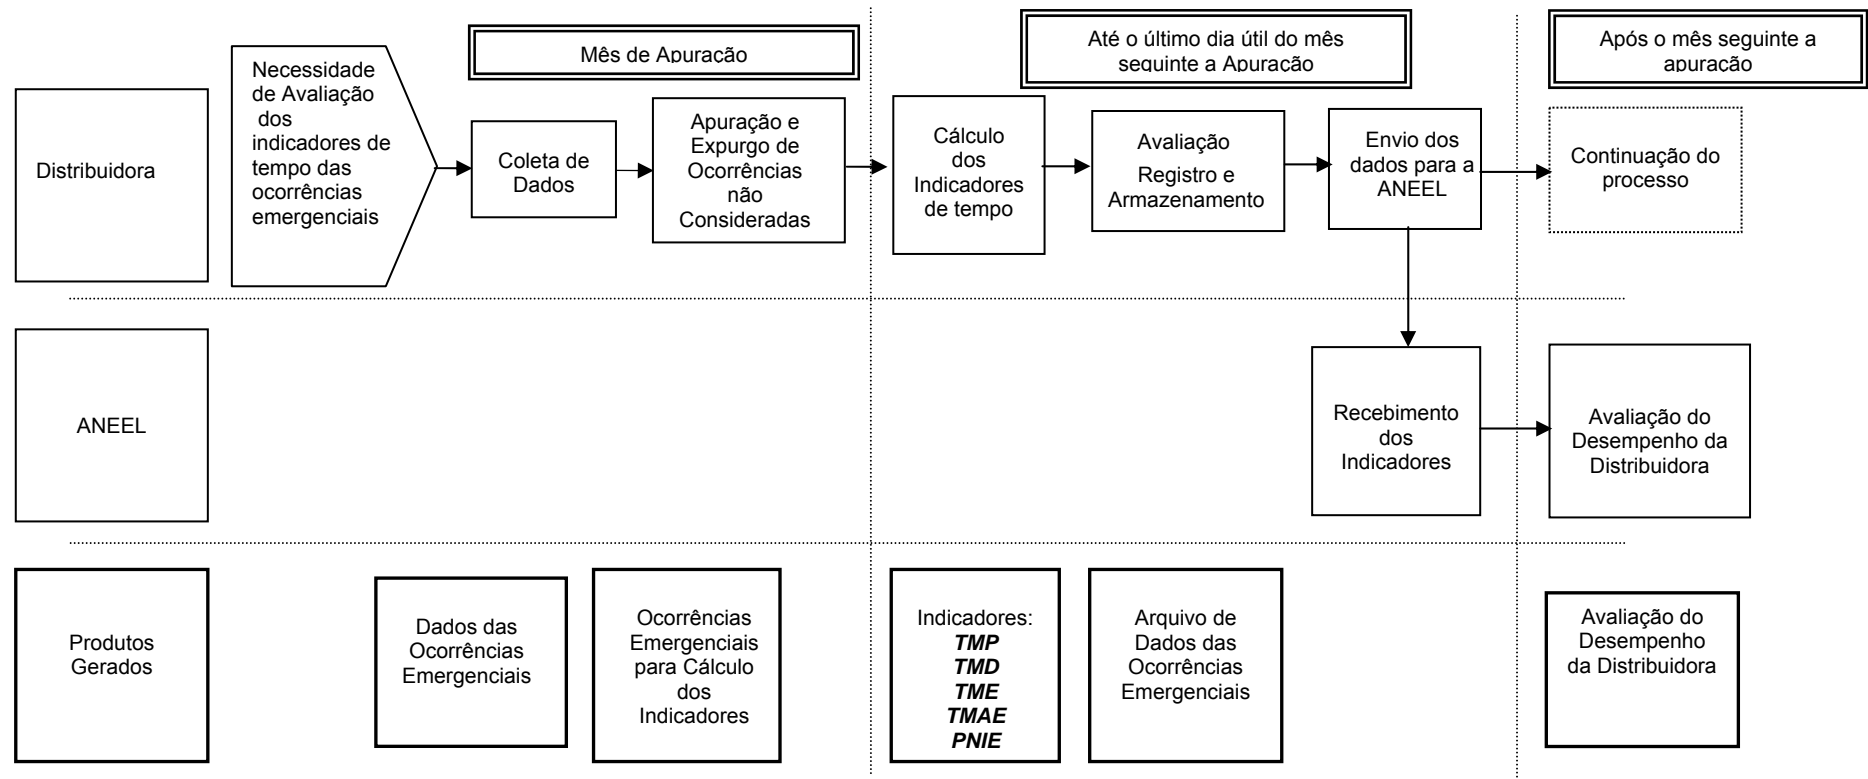 Mês de Apuração
Até o último dia útil do mês
seguinte a Apuração
Após o mês seguinte a
apuração
Distribuidora
Necessidade
de Avaliação
dos
indicadores de
tempo das
ocorrências
emergenciais
Coleta de
Dados
Apuração e
Expurgo de
Ocorrências
não
Consideradas
Cálculo
dos
Indicadores
de tempo
Avaliação
Registro e
Armazenamento
Envio dos
dados para a
ANEEL
Continuação do
processo
ANEEL
Recebimento
dos
Indicadores
Avaliação do
Desempenho da
Distribuidora
Produtos
Gerados
Dados das
Ocorrências
Emergenciais
Ocorrências
Emergenciais
para Cálculo
dos
Indicadores
Indicadores:
TMP
TMD
TME
TMAE
PNIE
Arquivo de
Dados das
Ocorrências
Emergenciais
Avaliação do
Desempenho
da Distribuidora